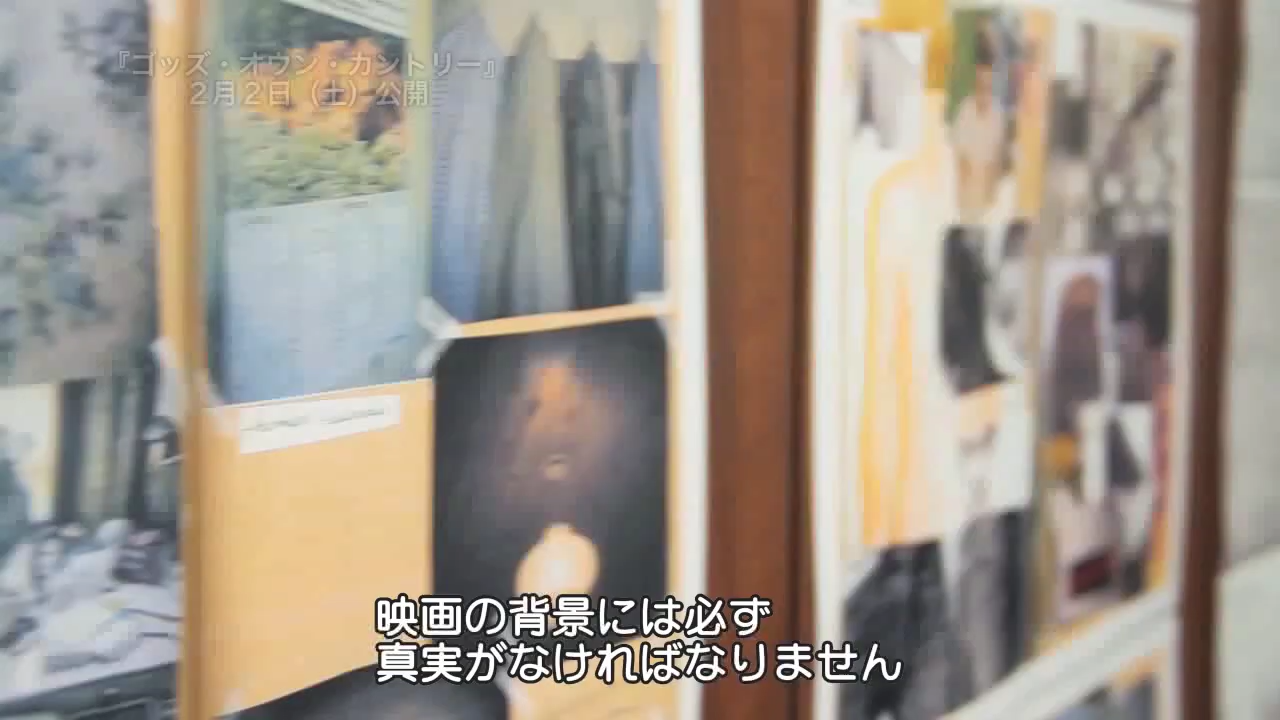 『ゴッズ・オウン・カントリー』
２月２日（土）公開
映画の背景には必ず
真実がなければなりません